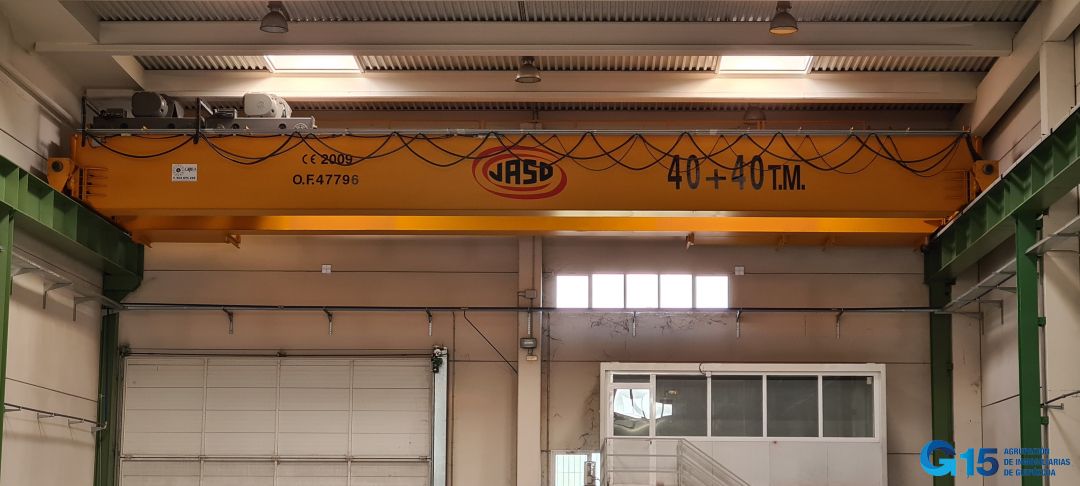 CE 2009
O.F. 47796
JASO
40+40 T.M.
G15 AGRUPACIÓN
DE INMOBILIARIAS
DE GIPUZKOA